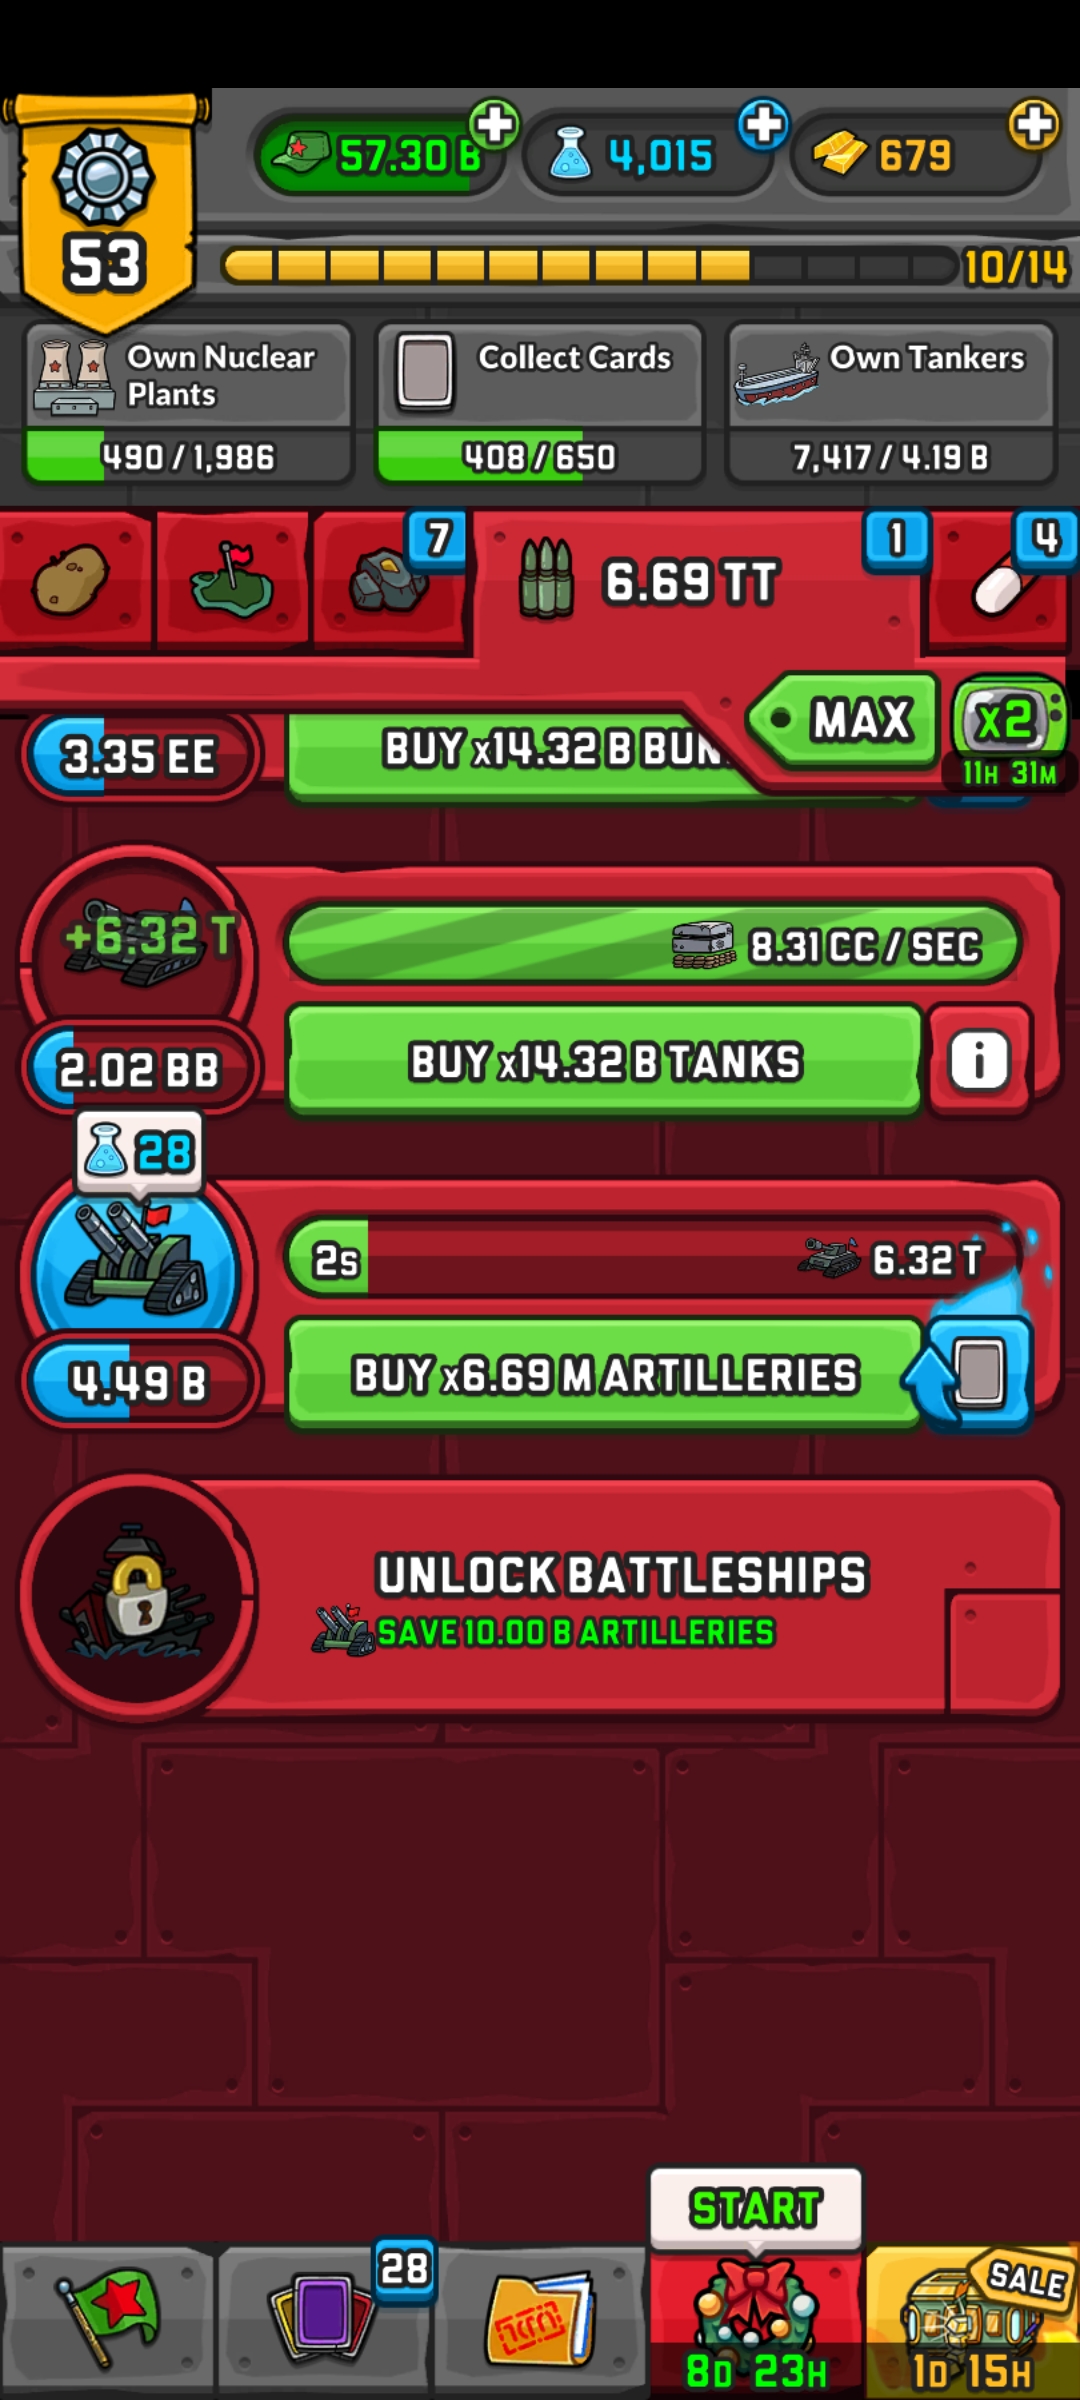 57.30 B
4,015
679
53
10/14
Own Nuclear
Plants
Collect Cards
Own Tankers
490 / 1,986
408 / 650
7,417 / 4.19 B
7
6.69 TT
1
4
MAX
x2
11H 31M
3.35 EE
BUY x14.32 B BUN
+6.32 T
8.31 CC / SEC
2.02 BB
BUY x14.32 B TANKS
i
28
2s
6.32 T
4.49 B
BUY x6.69 M ARTILLERIES
UNLOCK BATTLESHIPS
SAVE 10.00 B ARTILLERIES
START
28
SALE
8D 23H
1D 15H